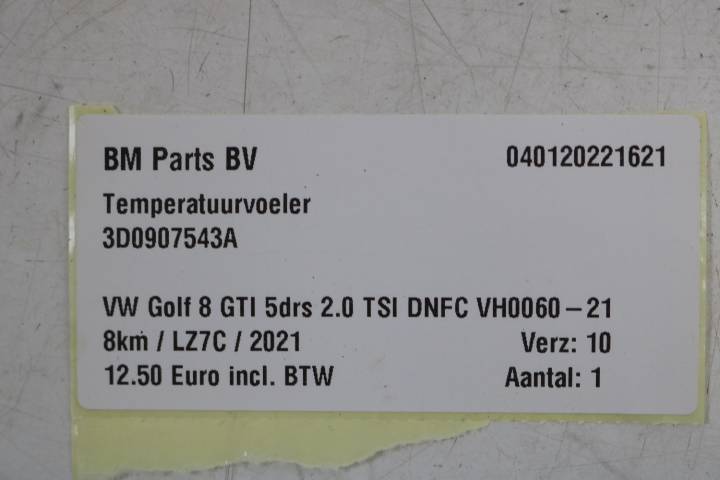 BM Parts BV 040120221621
Temperatuurvoeler
3D0907543A
VW Golf 8 GTI 5drs 2.0 TSI DNFC VH0060-21
8km / LZ7C / 2021 Verz: 10
12.50 Euro incl. BTW Aantal: 1